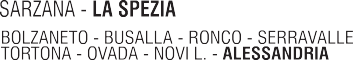 SARZANA - LA SPEZIA
BOLZANETO - BUSALLA - RONCO - SERRAVALLE
TORTONA - OVADA - NOVI L. - ALESSANDRIA